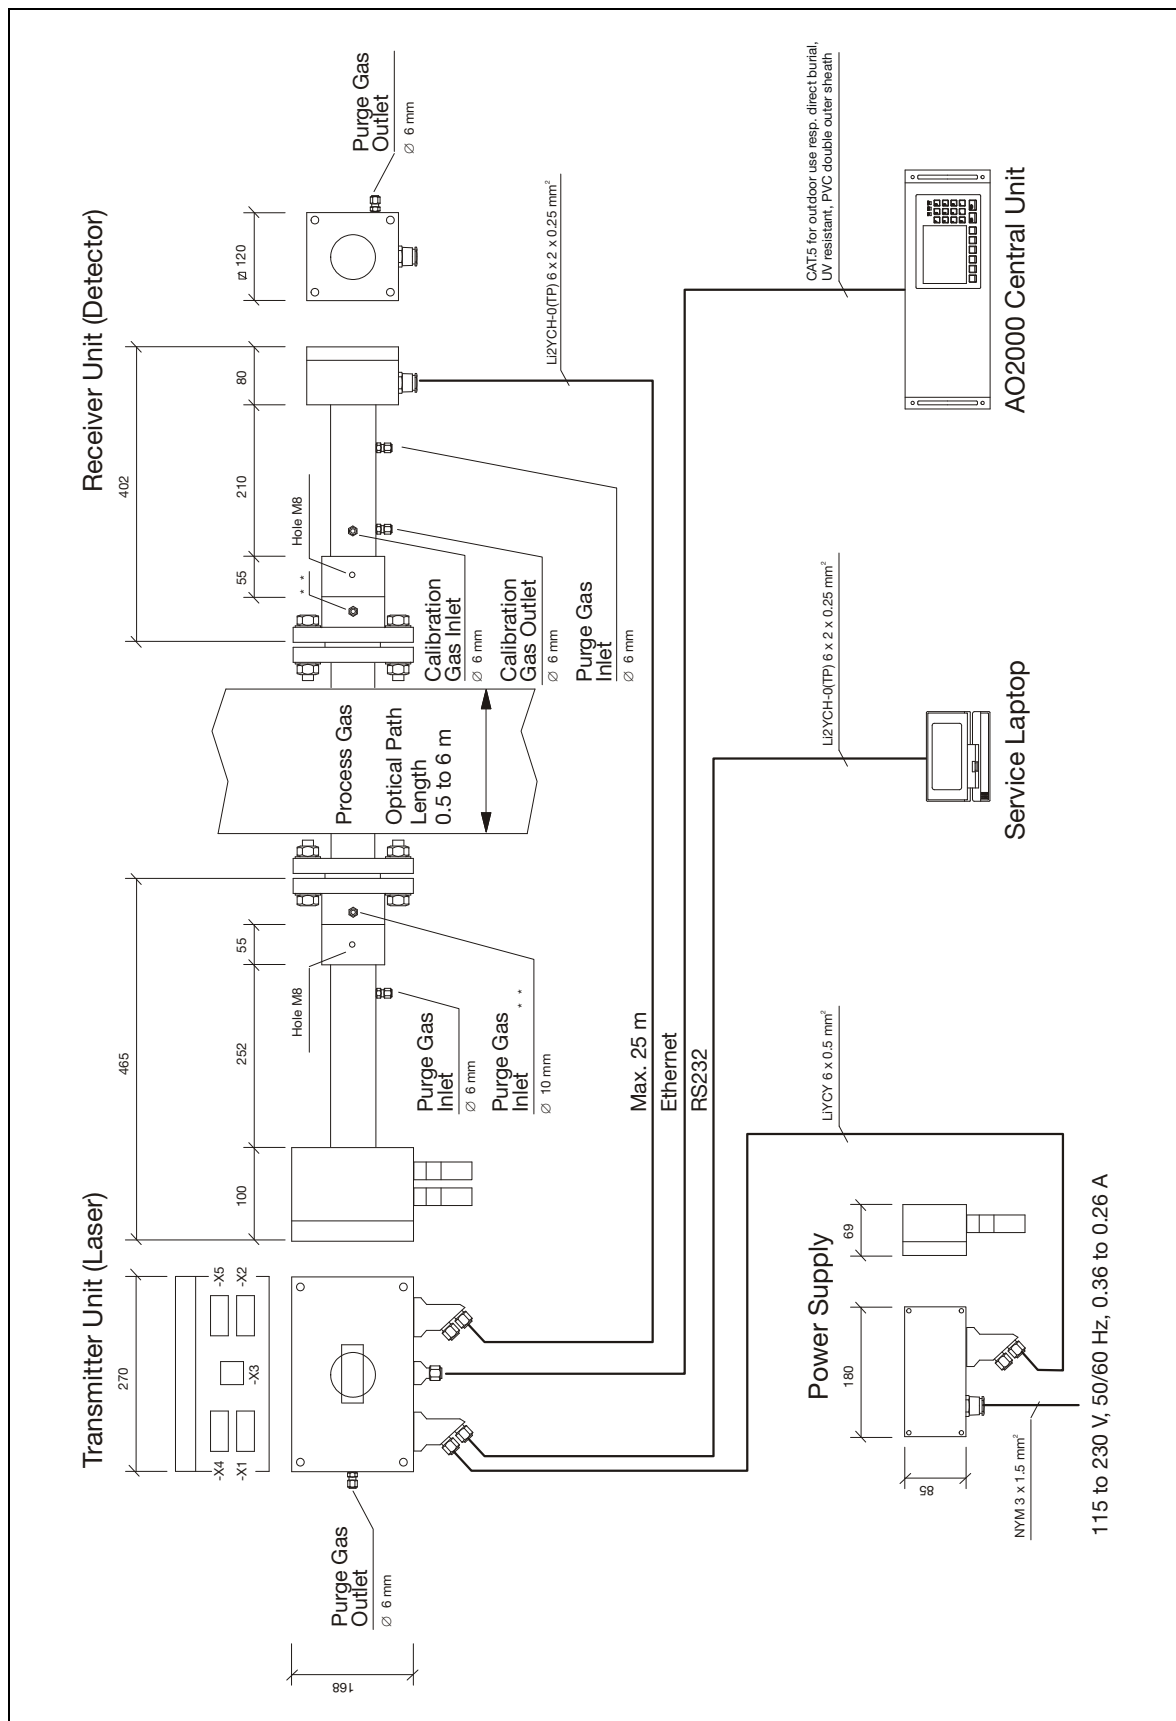 Transmitter Unit (Laser)
Receiver Unit (Detector)
270
-X4
-X1
-X3
-X5
-X2
465
100
252
55
402
55
210
80
⌀ 120
Hole M8
* *
Hole M8
168
Purge Gas
Outlet
∅ 6 mm
Purge Gas
Inlet
∅ 6 mm
Purge Gas
Inlet * *
∅ 10 mm
Process Gas
Optical Path
Length
0.5 to 6 m
Calibration
Gas Inlet
∅ 6 mm
Calibration
Gas Outlet
∅ 6 mm
Purge Gas
Inlet
∅ 6 mm
Purge Gas
Outlet
∅ 6 mm
Li2YCH-0(TP) 6 x 2 x 0.25 mm²
Max. 25 m
Ethernet
RS232
Power Supply
180
69
85
LiYCY 6 x 0.5 mm²
Li2YCH-0(TP) 6 x 2 x 0.25 mm²
CAT.5 for outdoor use resp. direct burial,
UV resistant, PVC double outer sheath
NYM 3 x 1.5 mm²
115 to 230 V, 50/60 Hz, 0.36 to 0.26 A
Service Laptop
AO2000 Central Unit